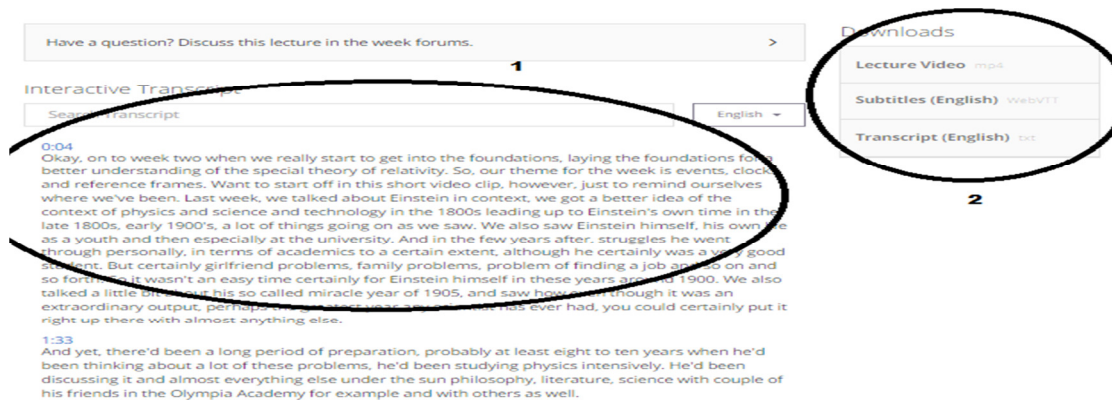 Have a question? Discuss this lecture in the week forums. >
1
Interactive Transcript
Search Transcript
English
0:04
Okay, on to week two when we really start to get into the foundations, laying the foundations for a
better understanding of the special theory of relativity. So, our theme for the week is events, clocks
and reference frames. Want to start off in this short video clip, however, just to remind ourselves
where we've been. Last week, we talked about Einstein in context, we got a better idea of the
context of physics and science and technology in the 1800s leading up to Einstein's own time in the
late 1800s, early 1900's, a lot of things going on as we saw. We also saw Einstein himself, his own life
as a youth and then especially at the university. And in the few years after. struggles he went
through personally, in terms of academics to a certain extent, although he certainly was a very good
student. But certainly girlfriend problems, family problems, problem of finding a job and so on and
so forth. So it wasn't an easy time certainly for Einstein himself in these years around 1900. We also
talked a little bit about his so called miracle year of 1905, and saw how even though it was an
extraordinary output, perhaps the greatest year any has ever had, you could certainly put it
right up there with almost anything else.
1:33
And yet, there'd been a long period of preparation, probably at least eight to ten years when he'd
been thinking about a lot of these problems, he'd been studying physics intensively. He'd been
discussing it and almost everything else under the sun philosophy, literature, science with couple of
his friends in the Olympia Academy for example and with others as well.
Downloads
Lecture Video mp4
Subtitles (English) WebVTT
Transcript (English) txt
2